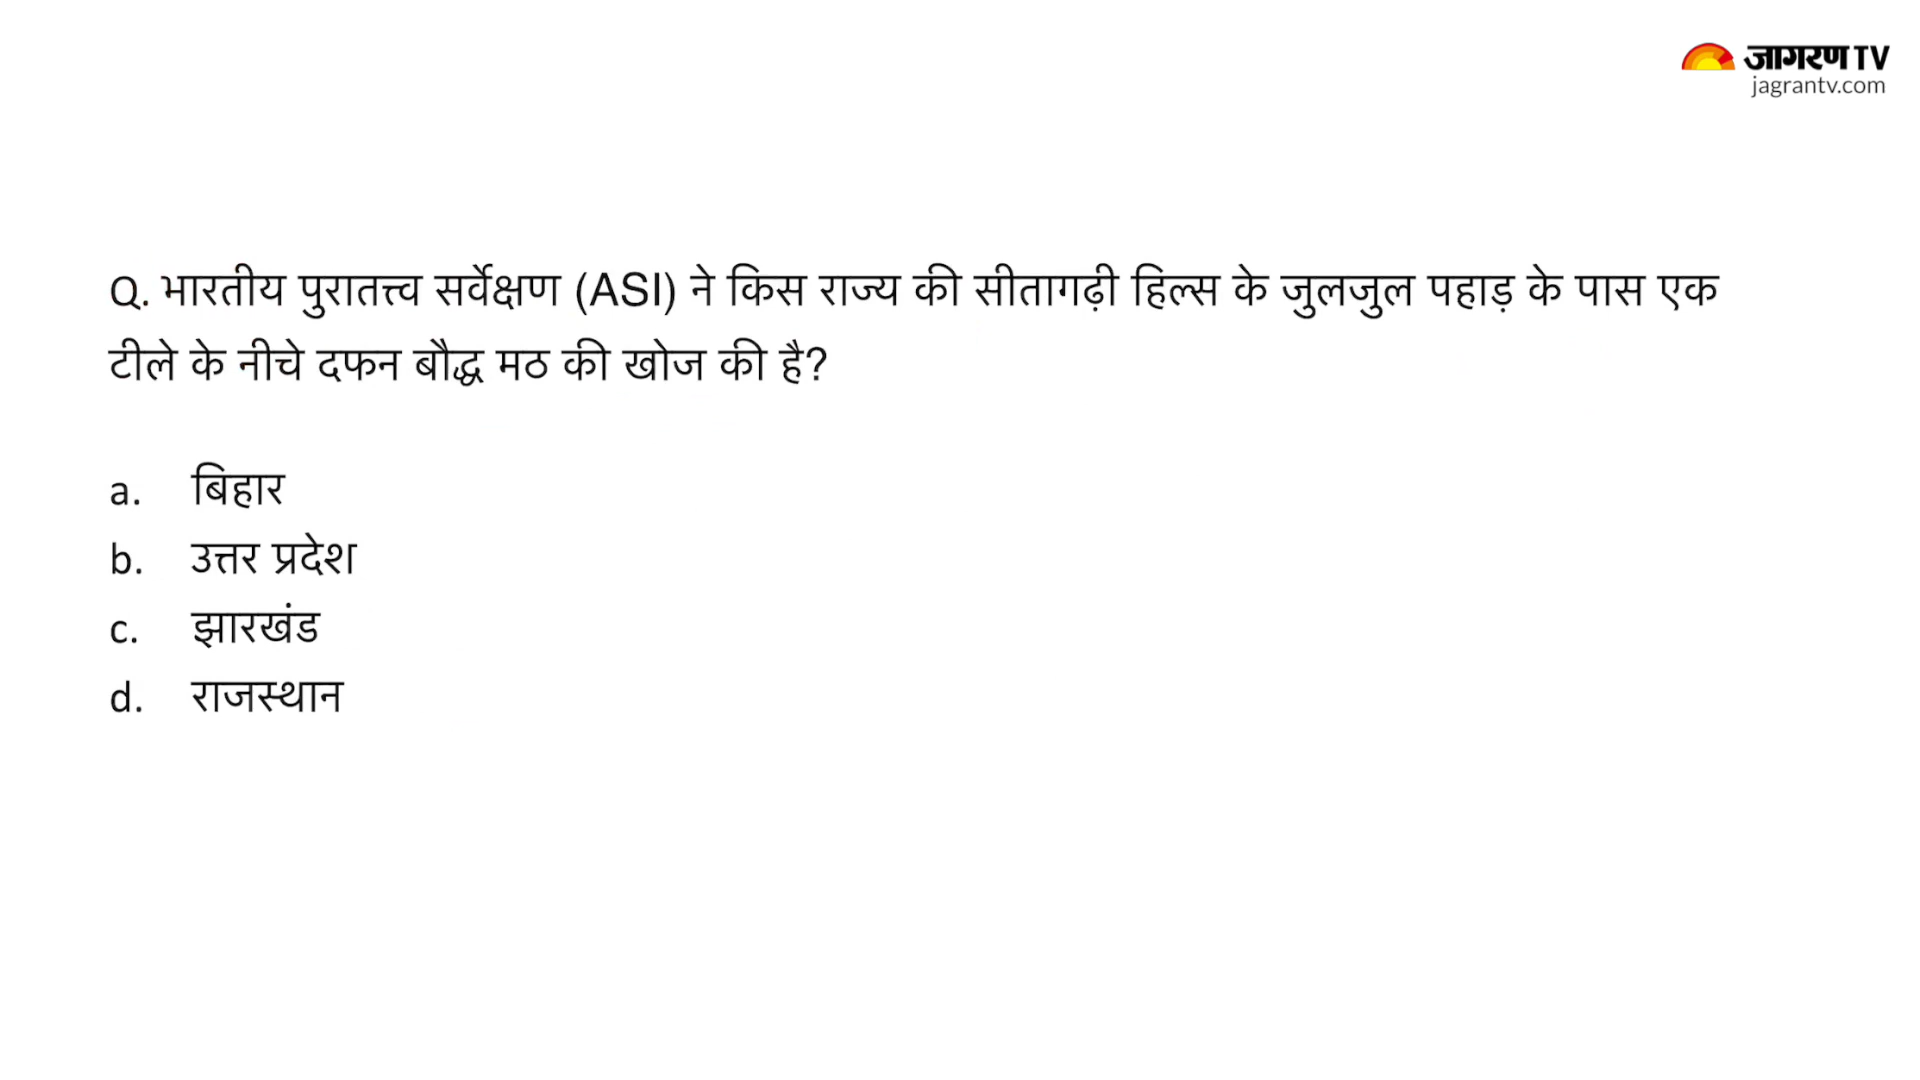 जागरण TV
jagrantv.com
Q. भारतीय पुरातत्त्व सर्वेक्षण (ASI) ने किस राज्य की सीतागढ़ी हिल्स के जुलजुल पहाड़ के पास एक
टीले के नीचे दफन बौद्ध मठ की खोज की है?
a. बिहार
b. उत्तर प्रदेश
c. झारखंड
d. राजस्थान